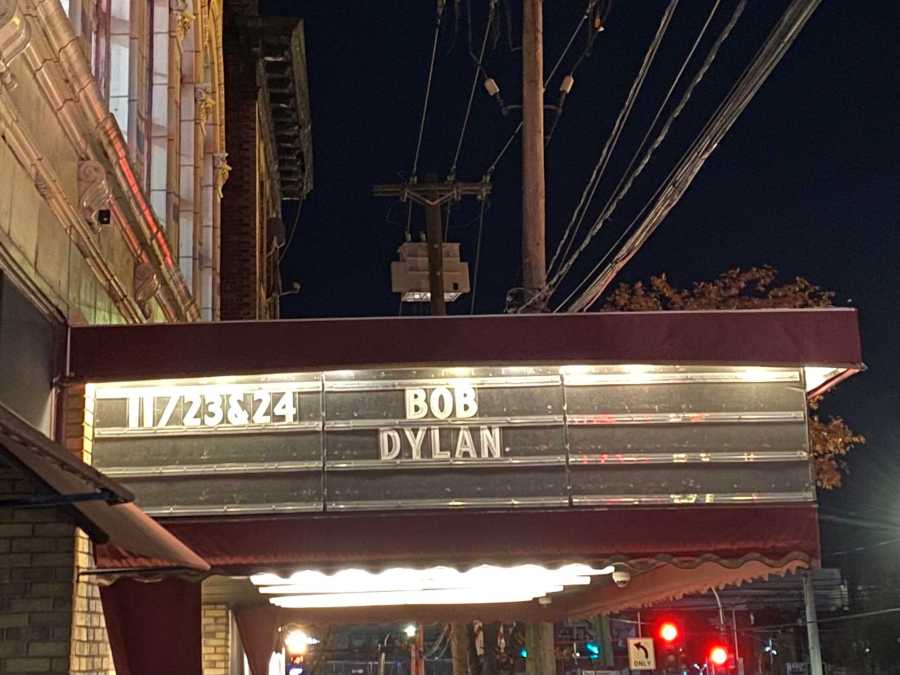 11/23&24
BOB
DYLAN
ONLY